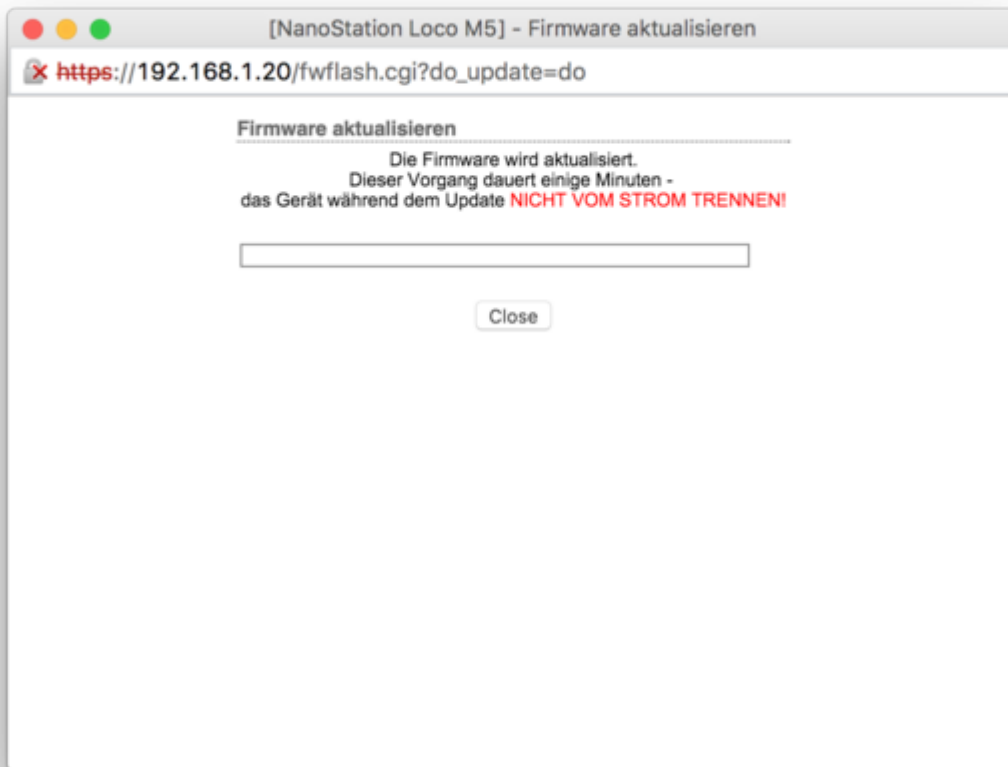 [NanoStation Loco M5] - Firmware aktualisieren
https://192.168.1.20/fwflash.cgi?do_update=do
Firmware aktualisieren
Die Firmware wird aktualisiert.
Dieser Vorgang dauert einige Minuten -
das Gerät während dem Update NICHT VOM STROM TRENNEN!
Close